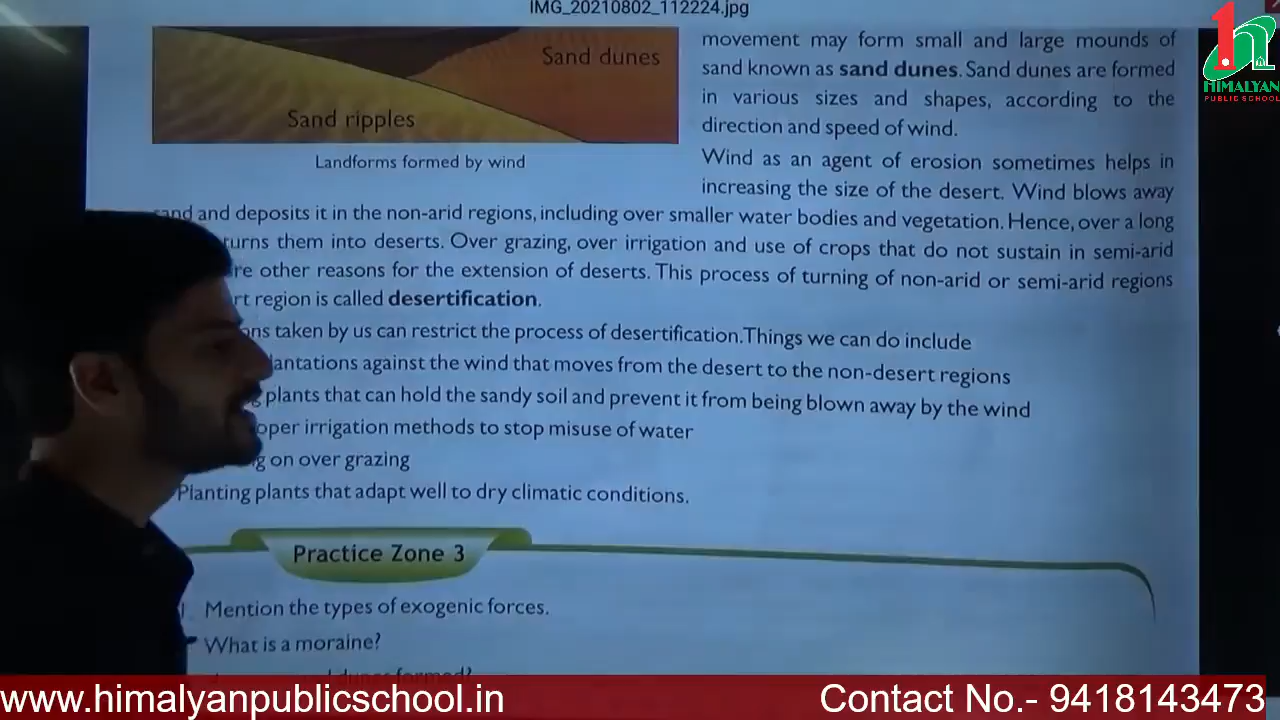 IMG_20210802_112224.jpg
HIMALYAN
PUBLIC SCHOOL
Sand dunes
Sand ripples
Landforms formed by wind
movement may form small and large mounds of
sand known as sand dunes. Sand dunes are formed
in various sizes and shapes, according to the
direction and speed of wind.
Wind as an agent of erosion sometimes helps in
increasing the size of the desert. Wind blows away
sand and deposits it in the non-arid regions, including over smaller water bodies and vegetation. Hence, over a long
turns them into deserts. Over grazing, over irrigation and use of crops that do not sustain in semi-arid
re other reasons for the extension of deserts. This process of turning of non-arid or semi-arid regions
rt region is called desertification.
ons taken by us can restrict the process of desertification. Things we can do include
lantations against the wind that moves from the desert to the non-desert regions
g plants that can hold the sandy soil and prevent it from being blown away by the wind
oper irrigation methods to stop misuse of water
g on over grazing
Planting plants that adapt well to dry climatic conditions.
Practice Zone 3
1. Mention the types of exogenic forces.
What is a moraine?
www.himalyanpublicschool.in
Contact No.- 9418143473